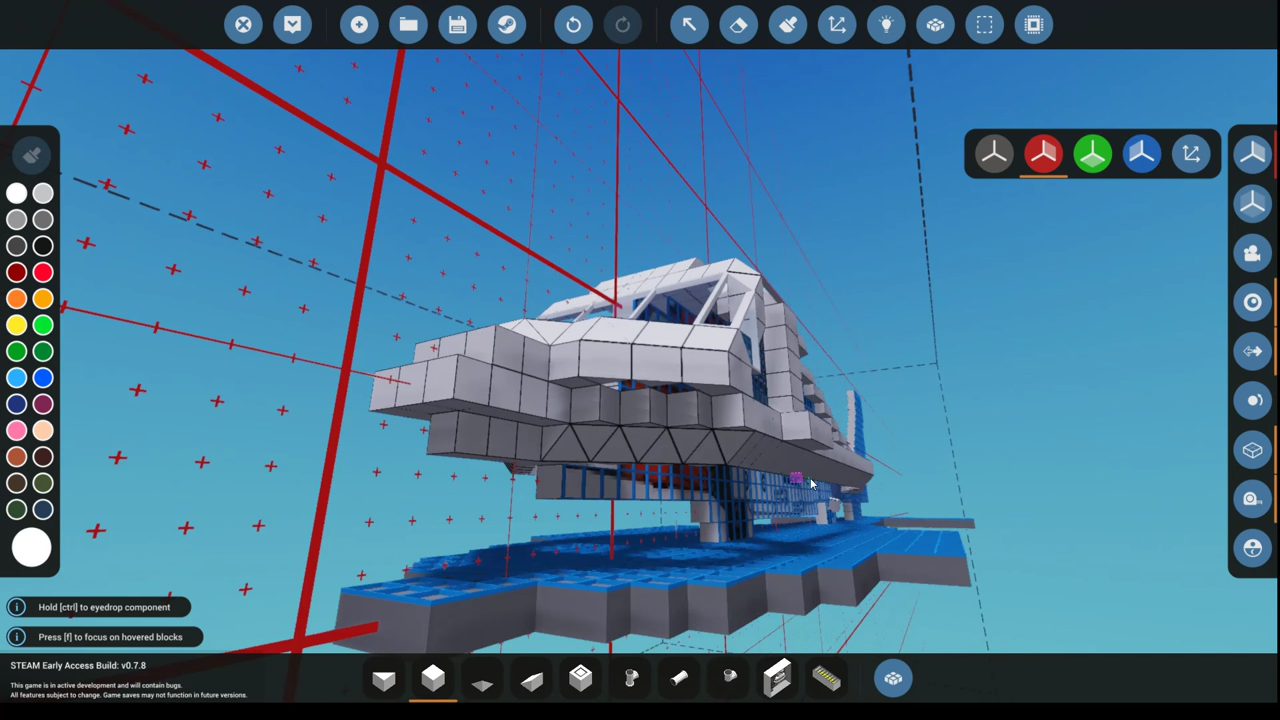 Hold [ctrl] to eyedrop component
Press [f] to focus on hovered blocks
STEAM Early Access Build: v0.7.8
This game is in active development and will contain bugs.
All features subject to change. Game saves may not function in future versions.